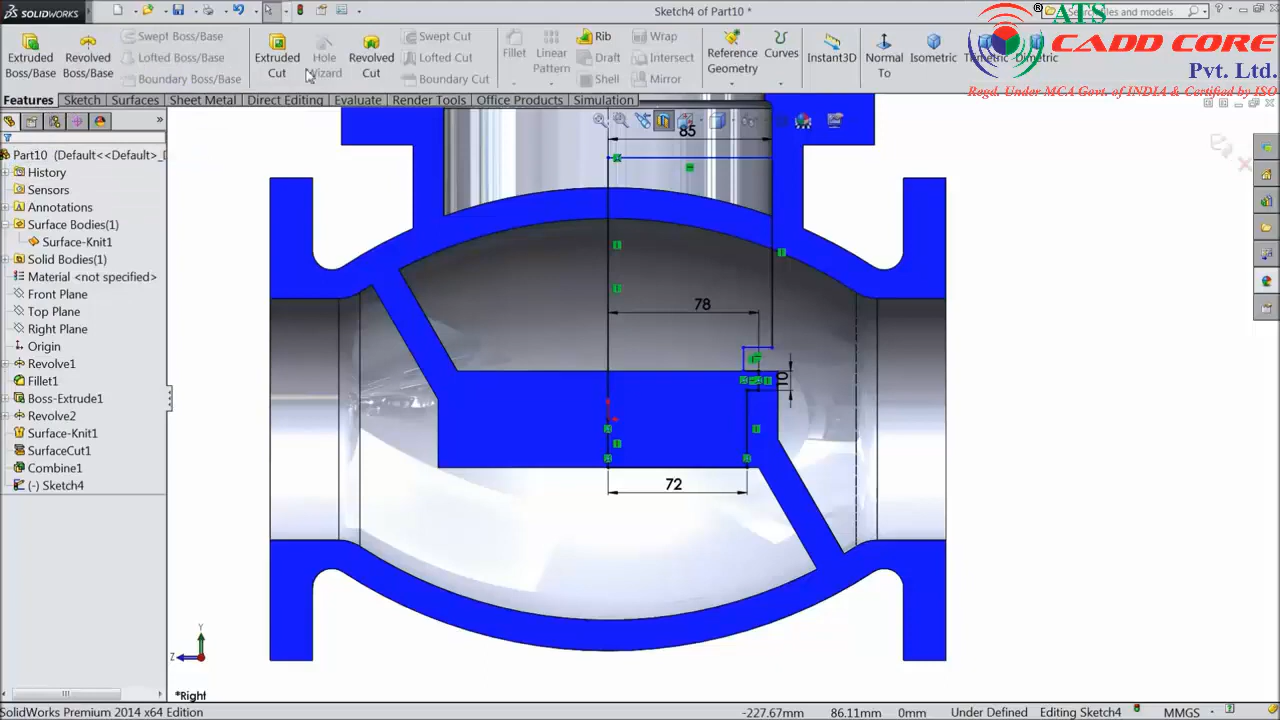 SOLIDWORKS
Sketch4 of Part10 *
Search files and models
®
ATS
CADD CORE
Pvt. Ltd.
Regd. Under MCA Govt. of INDIA & Certified by ISO
Extruded Boss/Base
Revolved Boss/Base
Swept Boss/Base
Lofted Boss/Base
Boundary Boss/Base
Extruded Cut
Hole Wizard
Revolved Cut
Swept Cut
Lofted Cut
Boundary Cut
Fillet
Linear Pattern
Rib
Draft
Shell
Wrap
Intersect
Mirror
Reference Geometry
Curves
Instant3D
Normal To
Isometric
Trimetric
Dimetric
Features
Sketch
Surfaces
Sheet Metal
Direct Editing
Evaluate
Render Tools
Office Products
Simulation
Part10 (Default<<Default>_D
History
Sensors
Annotations
Surface Bodies(1)
Surface-Knit1
Solid Bodies(1)
Material <not specified>
Front Plane
Top Plane
Right Plane
Origin
Revolve1
Fillet1
Boss-Extrude1
Revolve2
Surface-Knit1
SurfaceCut1
Combine1
(-) Sketch4
85
78
10
72
Y
Z
*Right
SolidWorks Premium 2014 x64 Edition
-227.67mm
86.11mm
0mm
Under Defined
Editing Sketch4
MMGS